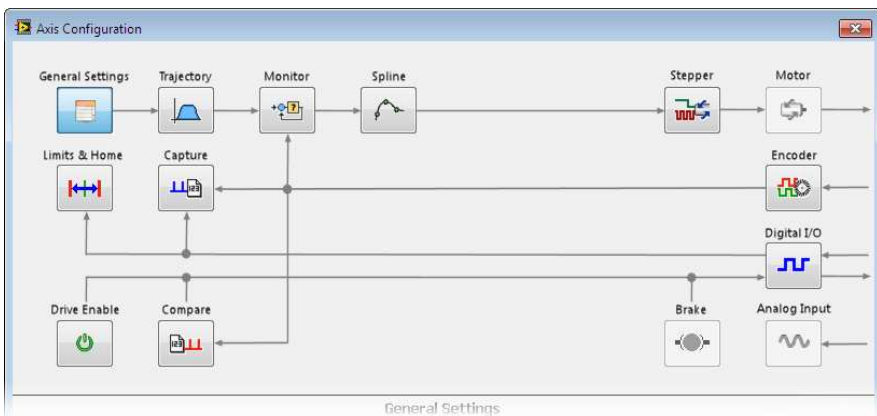 Axis Configuration
General Settings Trajectory Monitor Spline Stepper Motor
Limits & Home Capture Encoder
Digital I/O
Drive Enable Compare Brake Analog Input
General Settings